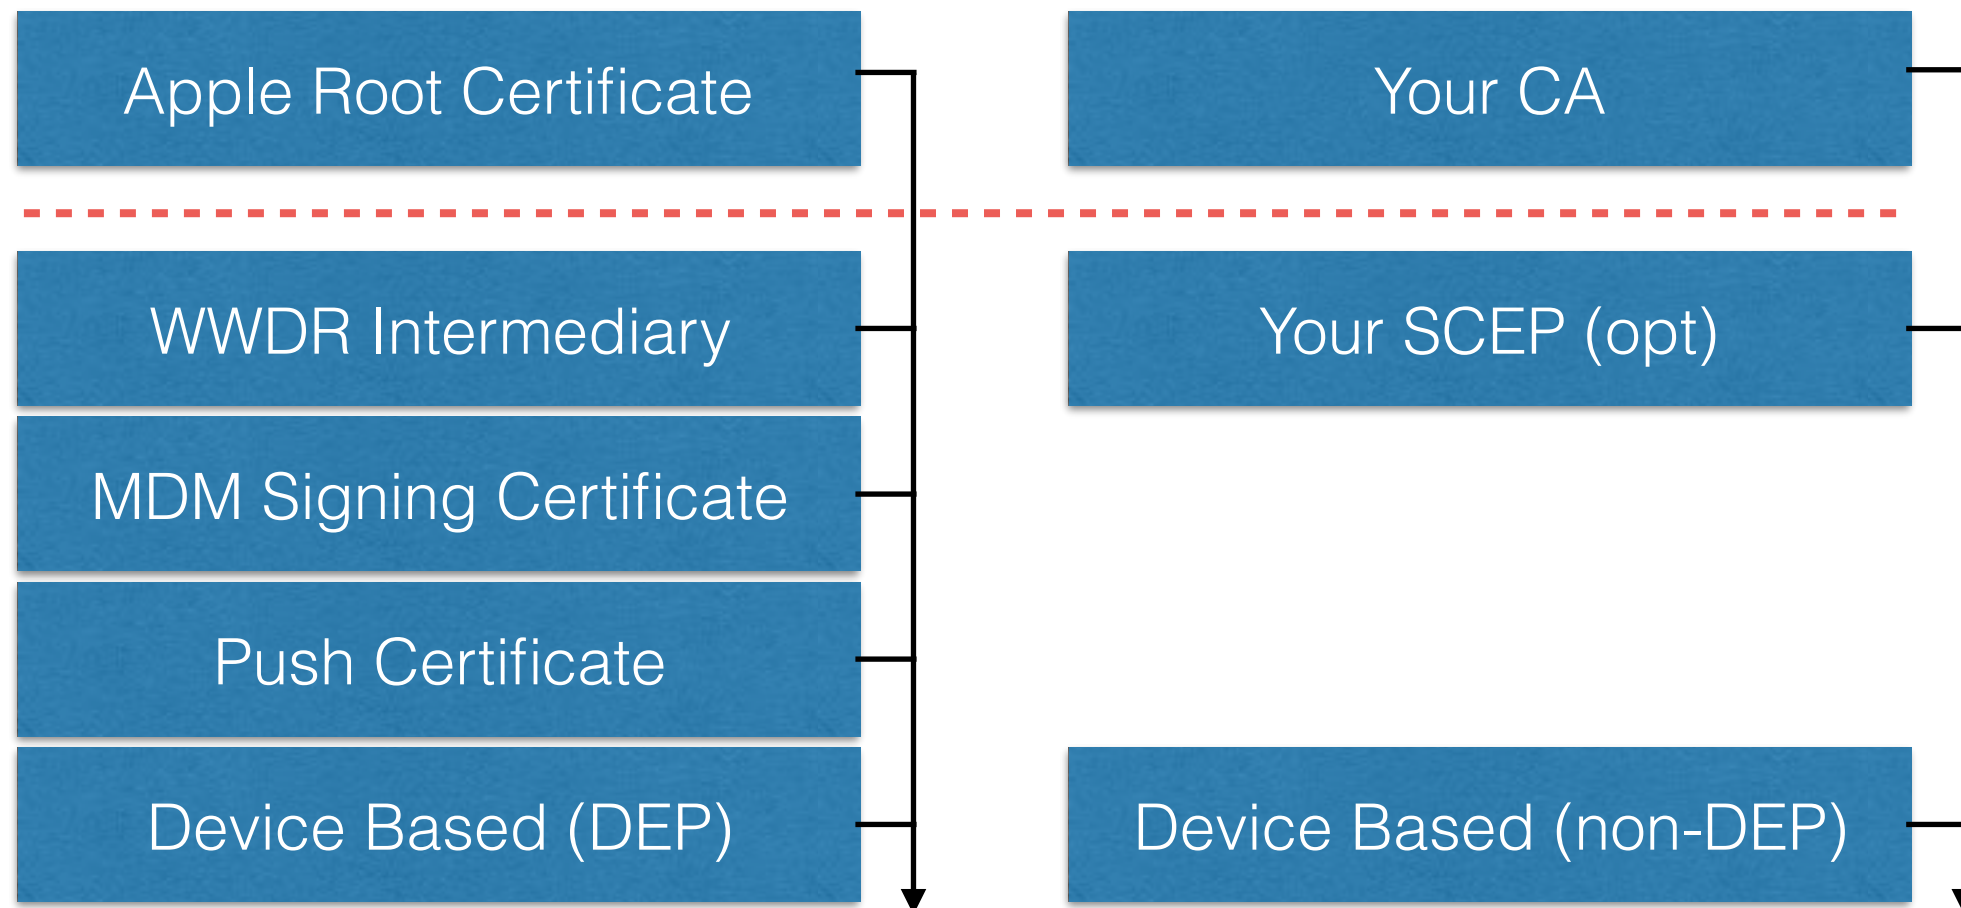 Apple Root Certificate
Your CA
WWDR Intermediary
Your SCEP (opt)
MDM Signing Certificate
Push Certificate
Device Based (DEP)
Device Based (non-DEP)